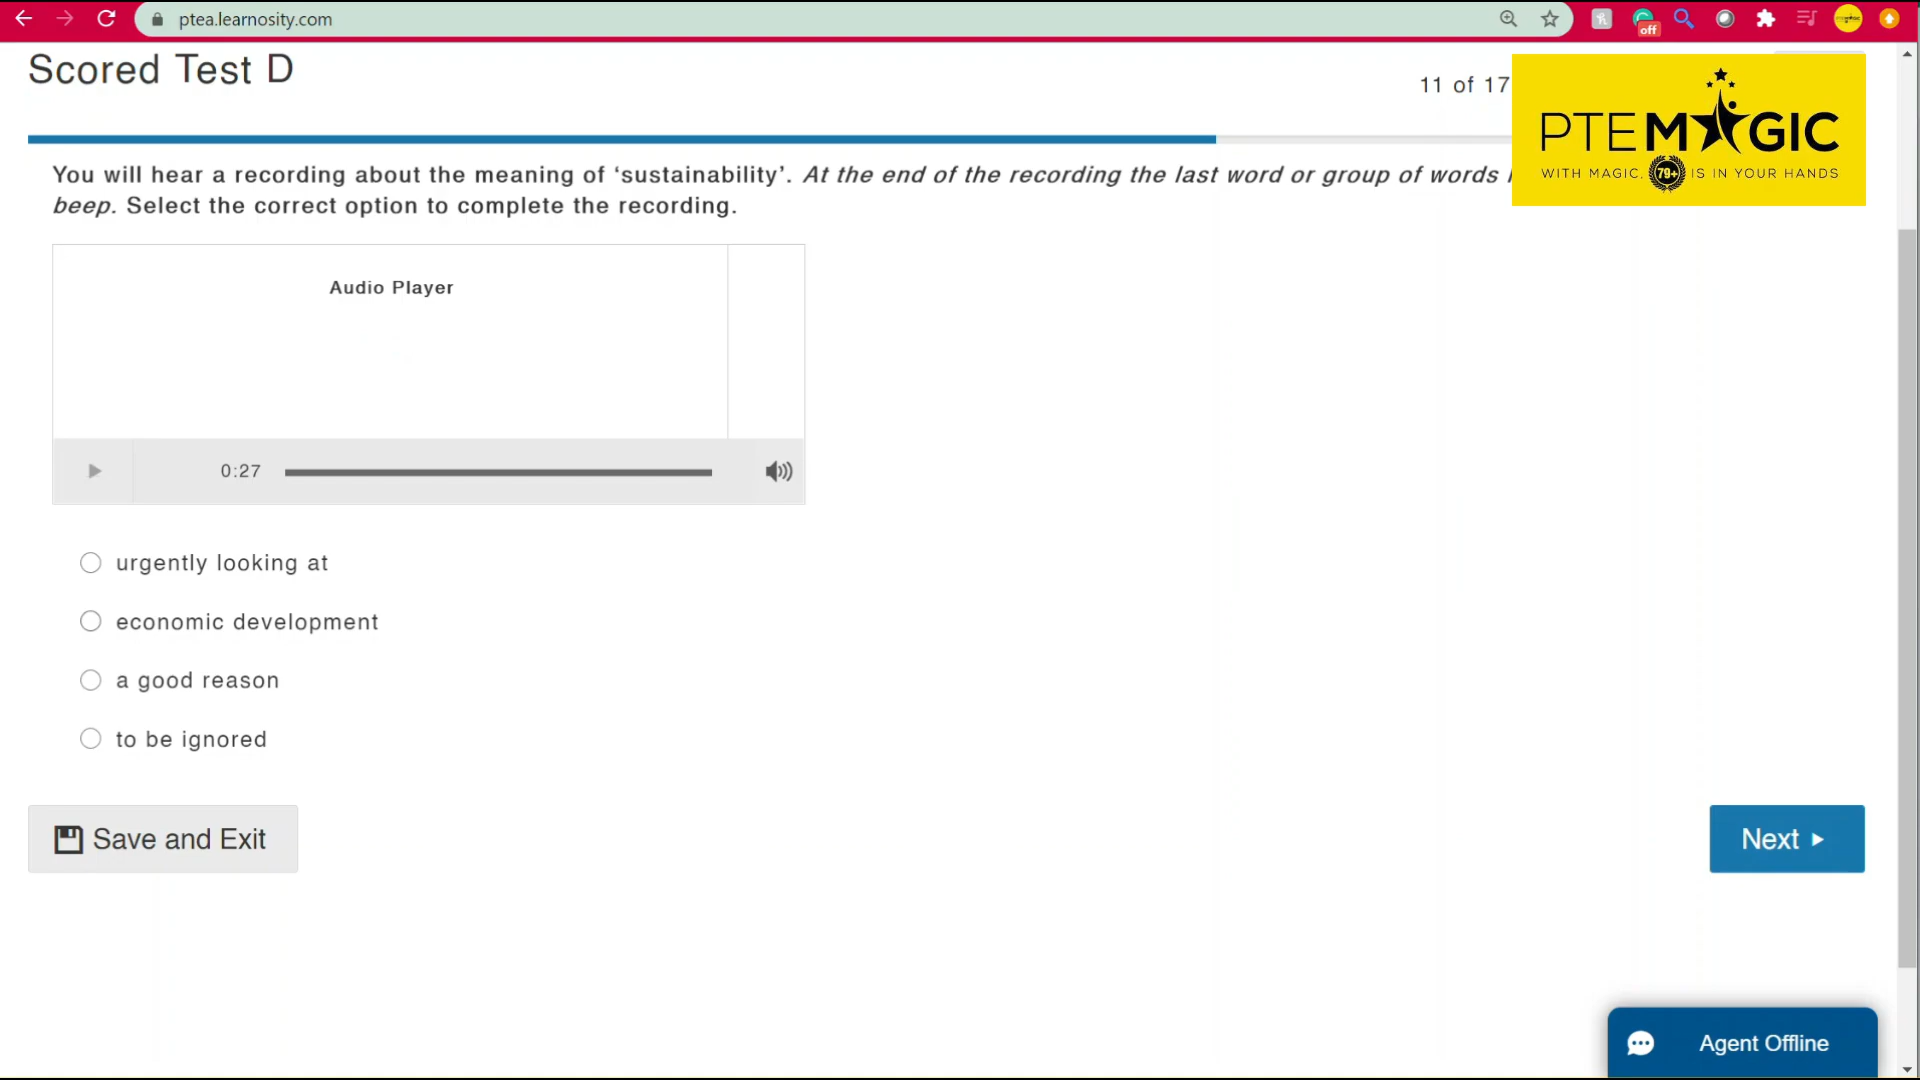 ptea.learnosity.com
off
Scored Test D
11 of 17
PTEMAGIC
WITH MAGIC, 79+ IS IN YOUR HANDS
You will hear a recording about the meaning of ‘sustainability’. At the end of the recording the last word or group of words
beep. Select the correct option to complete the recording.
Audio Player
0:27
urgently looking at
economic development
a good reason
to be ignored
Save and Exit
Next
Agent Offline